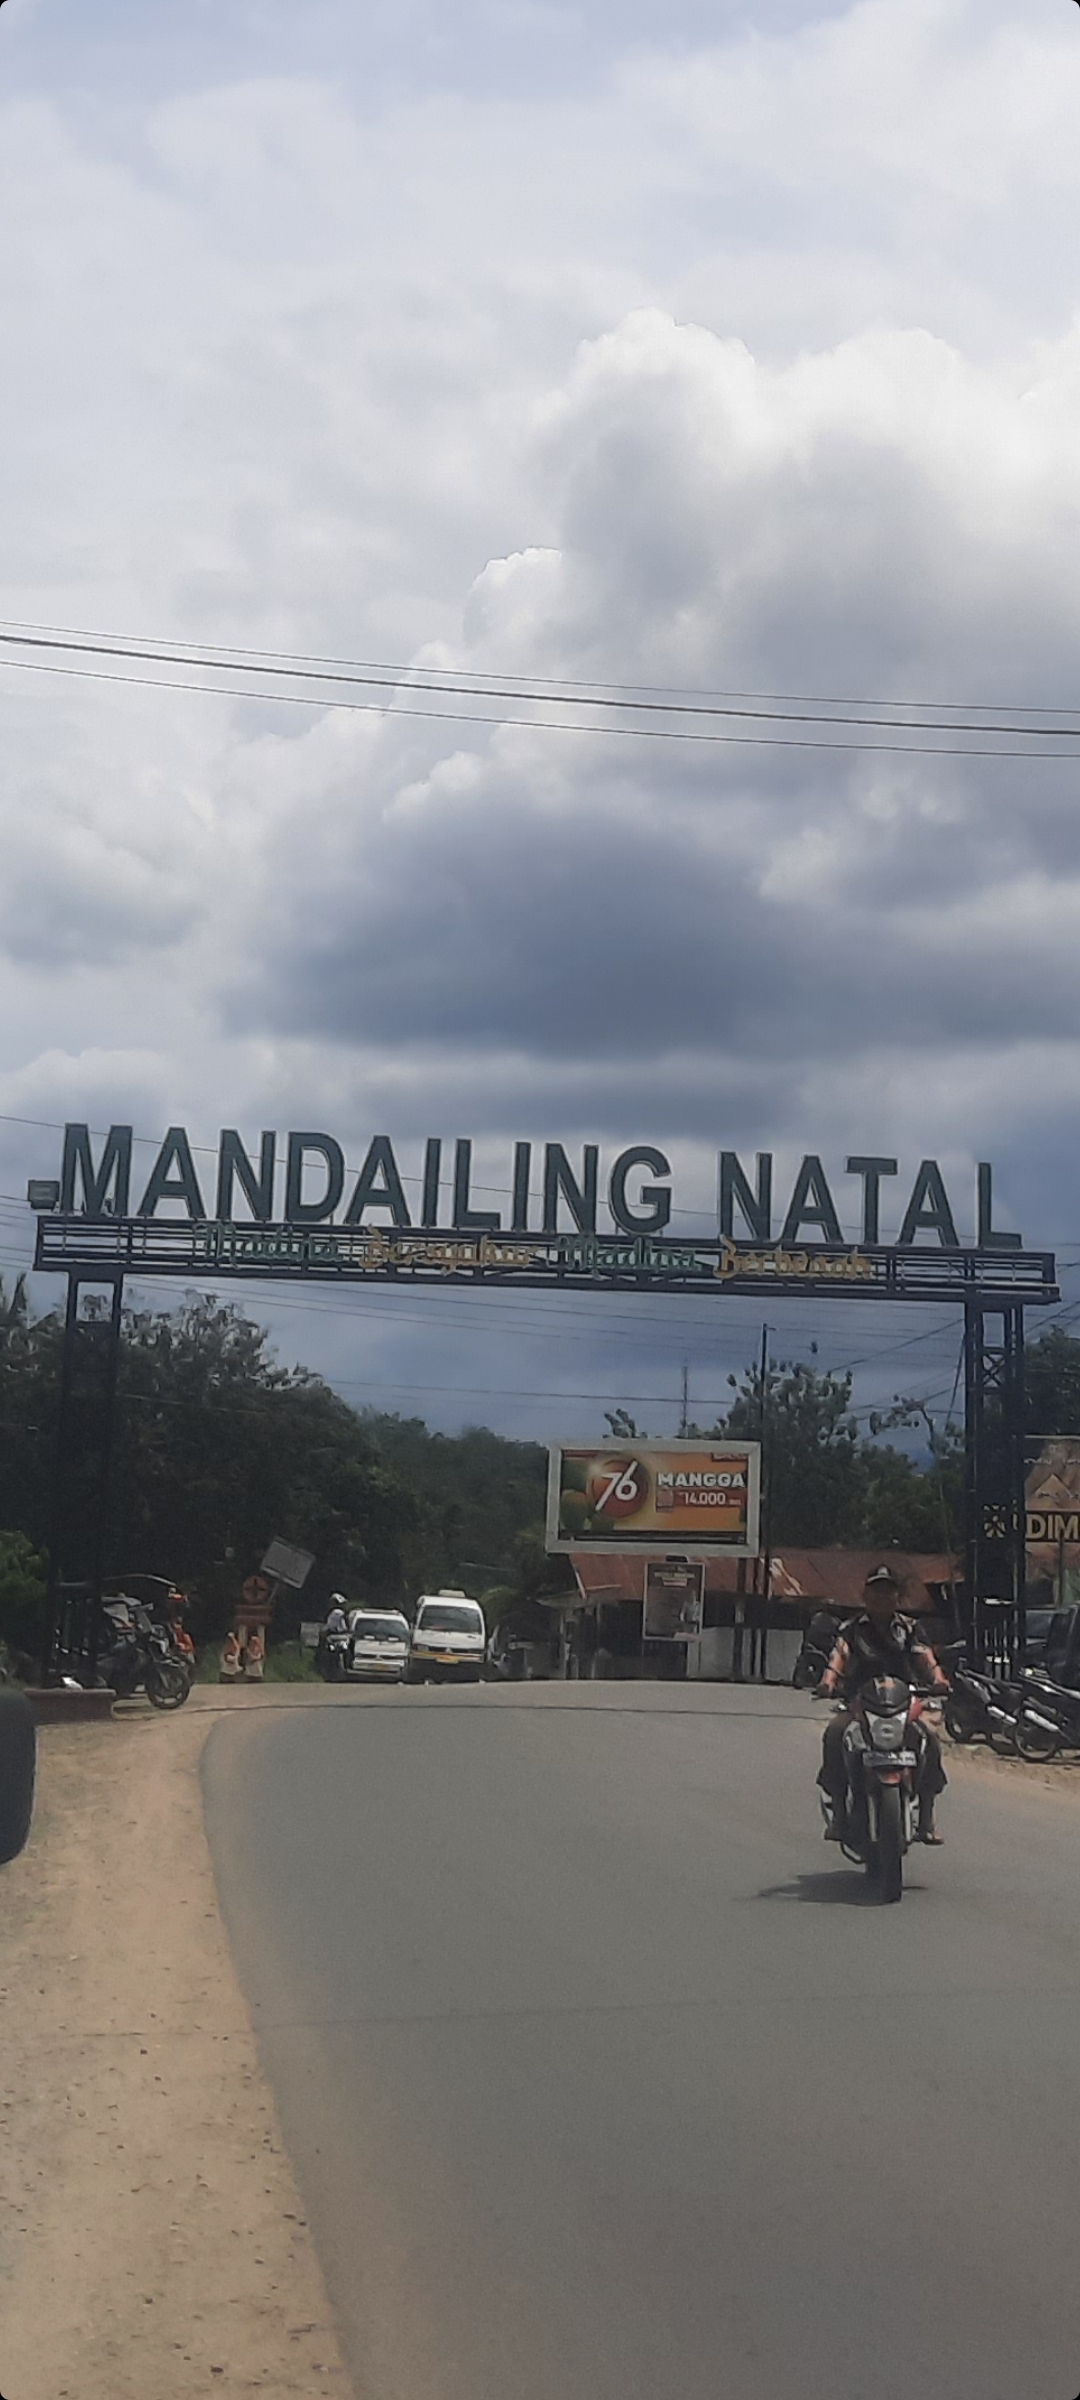 MANDAILING NATAL
Madina Bersyukur Madina Berbenah
76
MANGGA
14.000
DIM